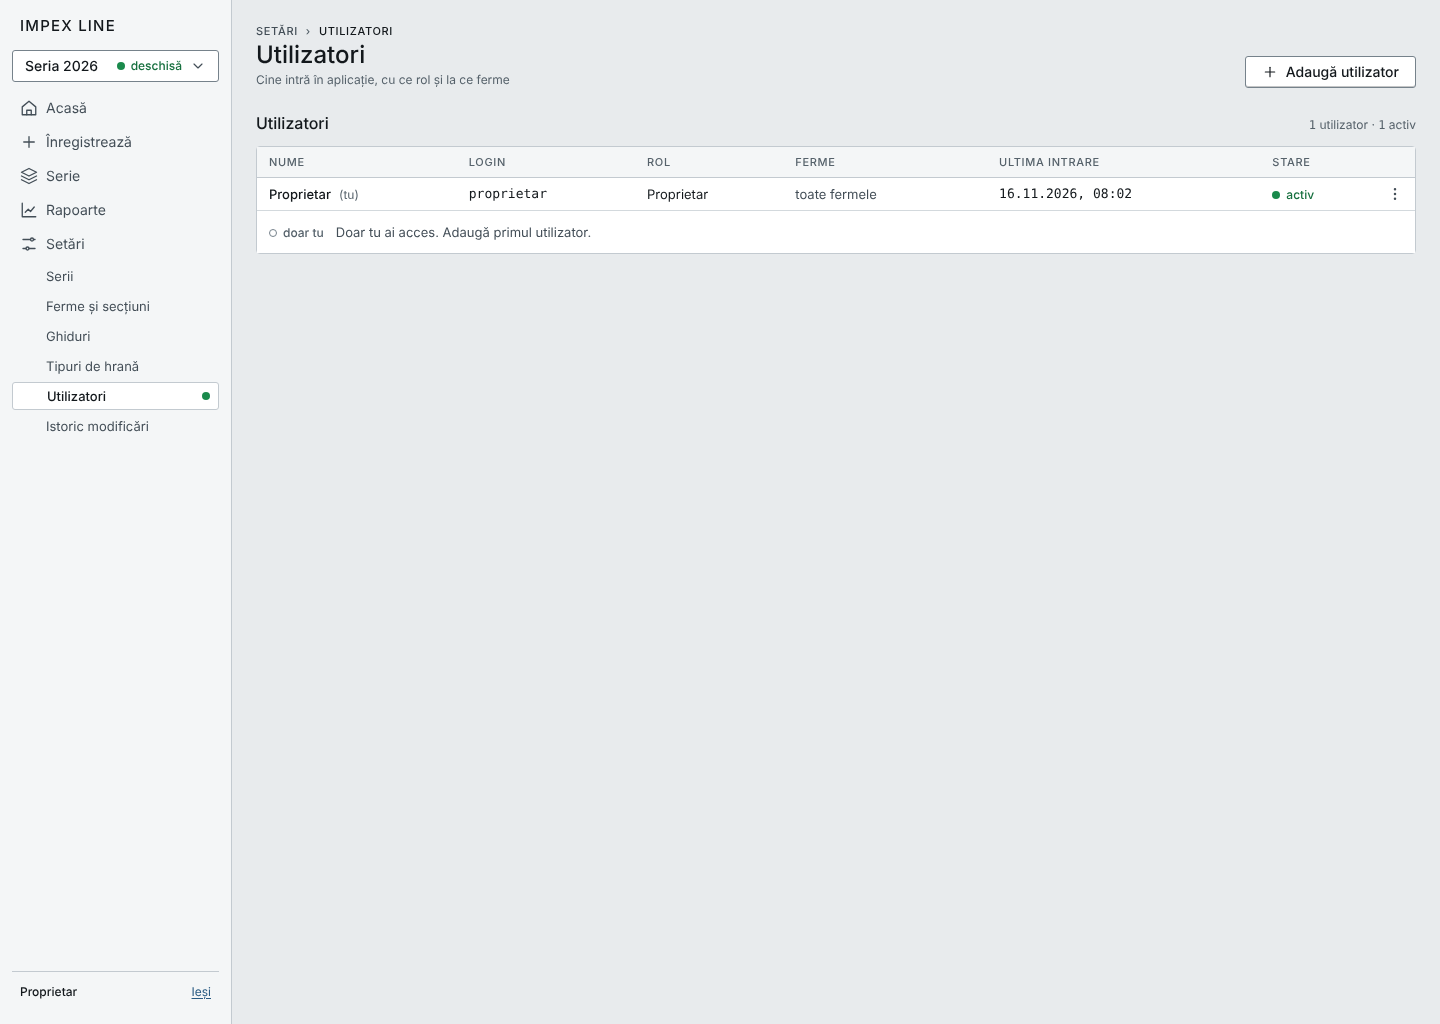 IMPEX LINE
Seria 2026 deschisă
Acasă
Înregistrează
Serie
Rapoarte
Setări
Serii
Ferme și secțiuni
Ghiduri
Tipuri de hrană
Utilizatori
Istoric modificări
Proprietar Ieși
SETĂRI › UTILIZATORI
Utilizatori
Cine intră în aplicație, cu ce rol și la ce ferme
Adaugă utilizator
Utilizatori 1 utilizator · 1 activ
NUME LOGIN ROL FERME ULTIMA INTRARE STARE
Proprietar (tu) proprietar Proprietar toate fermele 16.11.2026, 08:02 activ
doar tu Doar tu ai acces. Adaugă primul utilizator.